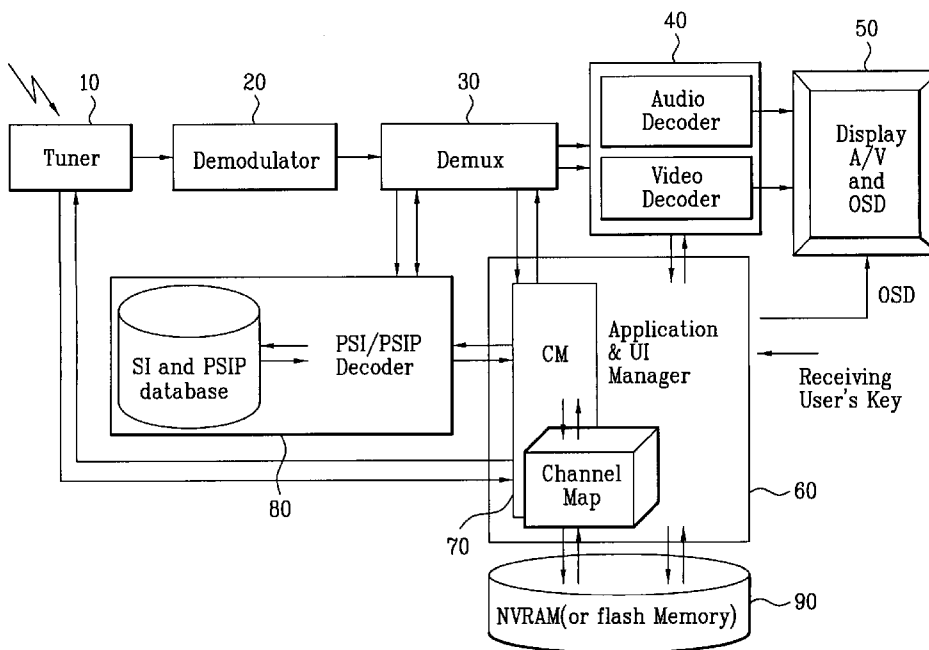 10
20
30
40
50
Tuner
Demodulator
Demux
Audio
Decoder
Video
Decoder
Display
A/V
and
OSD
SI and PSIP
database
PSI/PSIP
Decoder
CM
Application
& UI
Manager
OSD
Receiving
User's Key
Channel
Map
80
70
60
NVRAM(or flash Memory)
90